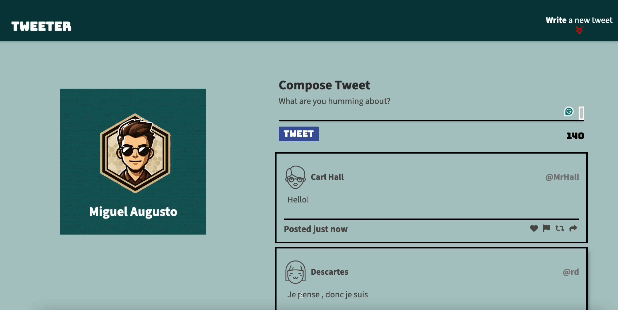 TWEETER
Write a new tweet
Miguel Augusto
Compose Tweet
What are you humming about?
TWEET
140
Carl Hall
@MrHall
Hello!
Posted just now
Descartes
@rd
Je pense , donc je suis